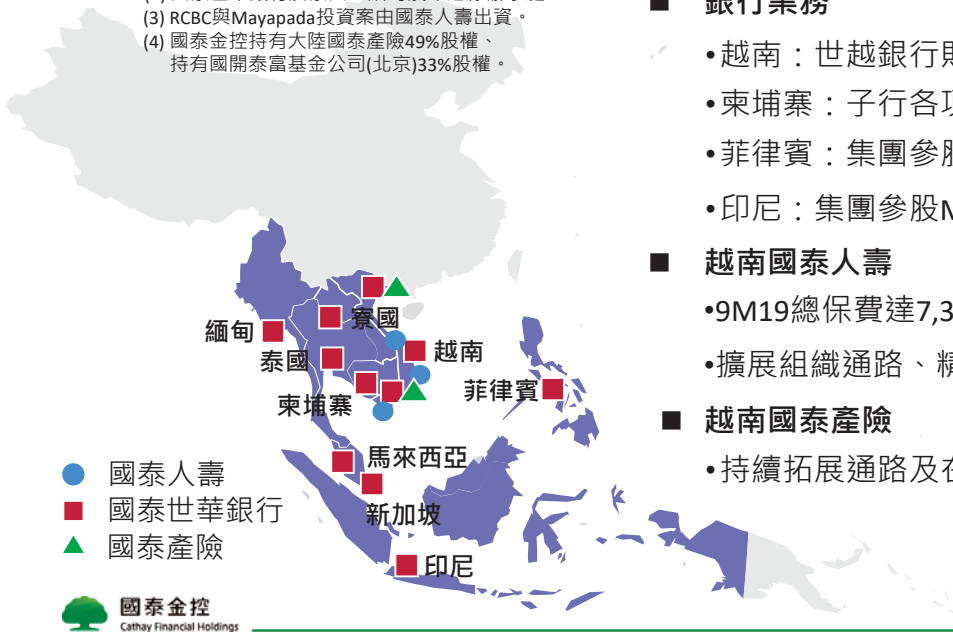 (3) RCBC與Mayapada投資案由國泰人壽出資。
(4) 國泰金控持有大陸國泰產險49%股權、
持有國開泰富基金公司(北京)33%股權。
緬甸
寮國
泰國
越南
柬埔寨
菲律賓
馬來西亞
新加坡
印尼
國泰人壽
國泰世華銀行
國泰產險
國泰金控
Cathay Financial Holdings
■ 銀行業務
•越南：世越銀行
•柬埔寨：子行各項
•菲律賓：集團參股
•印尼：集團參股M
■ 越南國泰人壽
•9M19總保費達7,3
•擴展組織通路、精
■ 越南國泰產險
•持續拓展通路及在